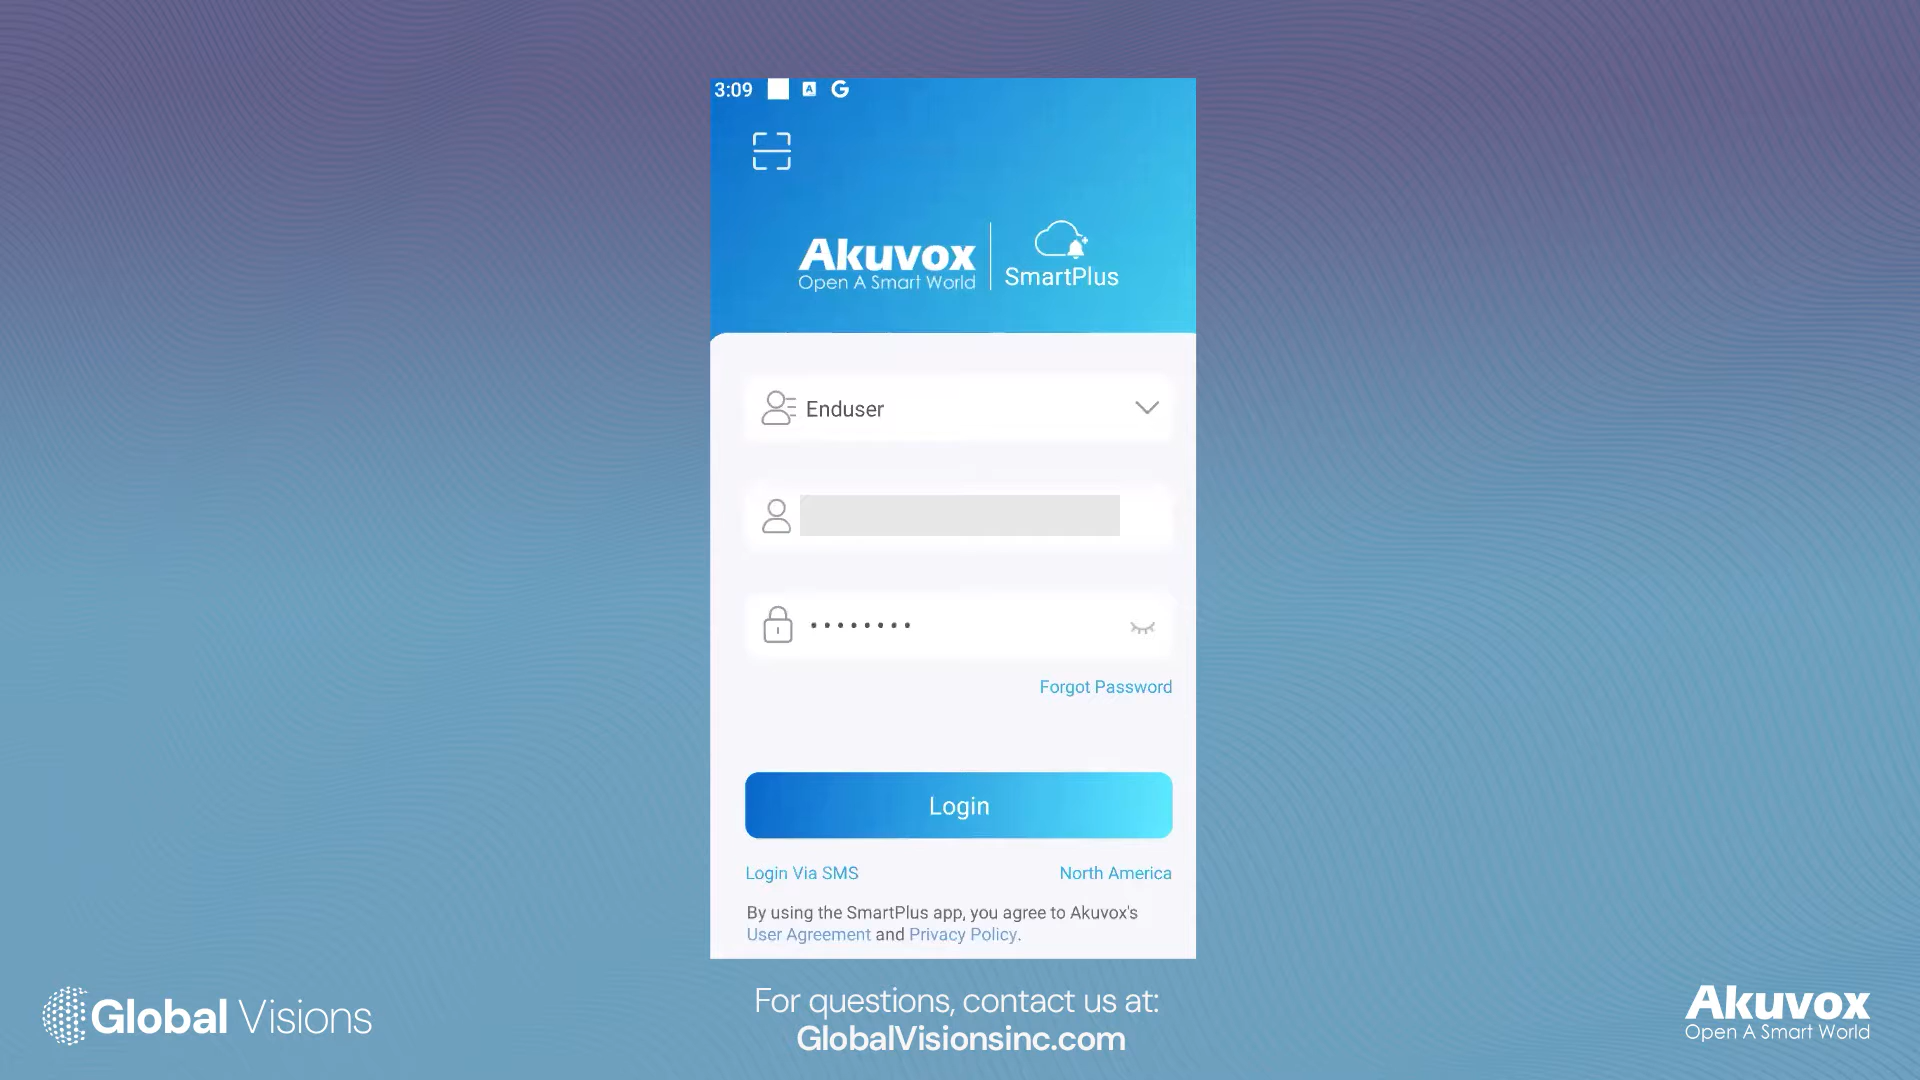 3:09
Akuvox
Open A Smart World
SmartPlus
Enduser
••••••••
Forgot Password
Login
Login Via SMS
North America
By using the SmartPlus app, you agree to Akuvox's
User Agreement and Privacy Policy.
Global Visions
For questions, contact us at:
GlobalVisionsinc.com
Akuvox
Open A Smart World